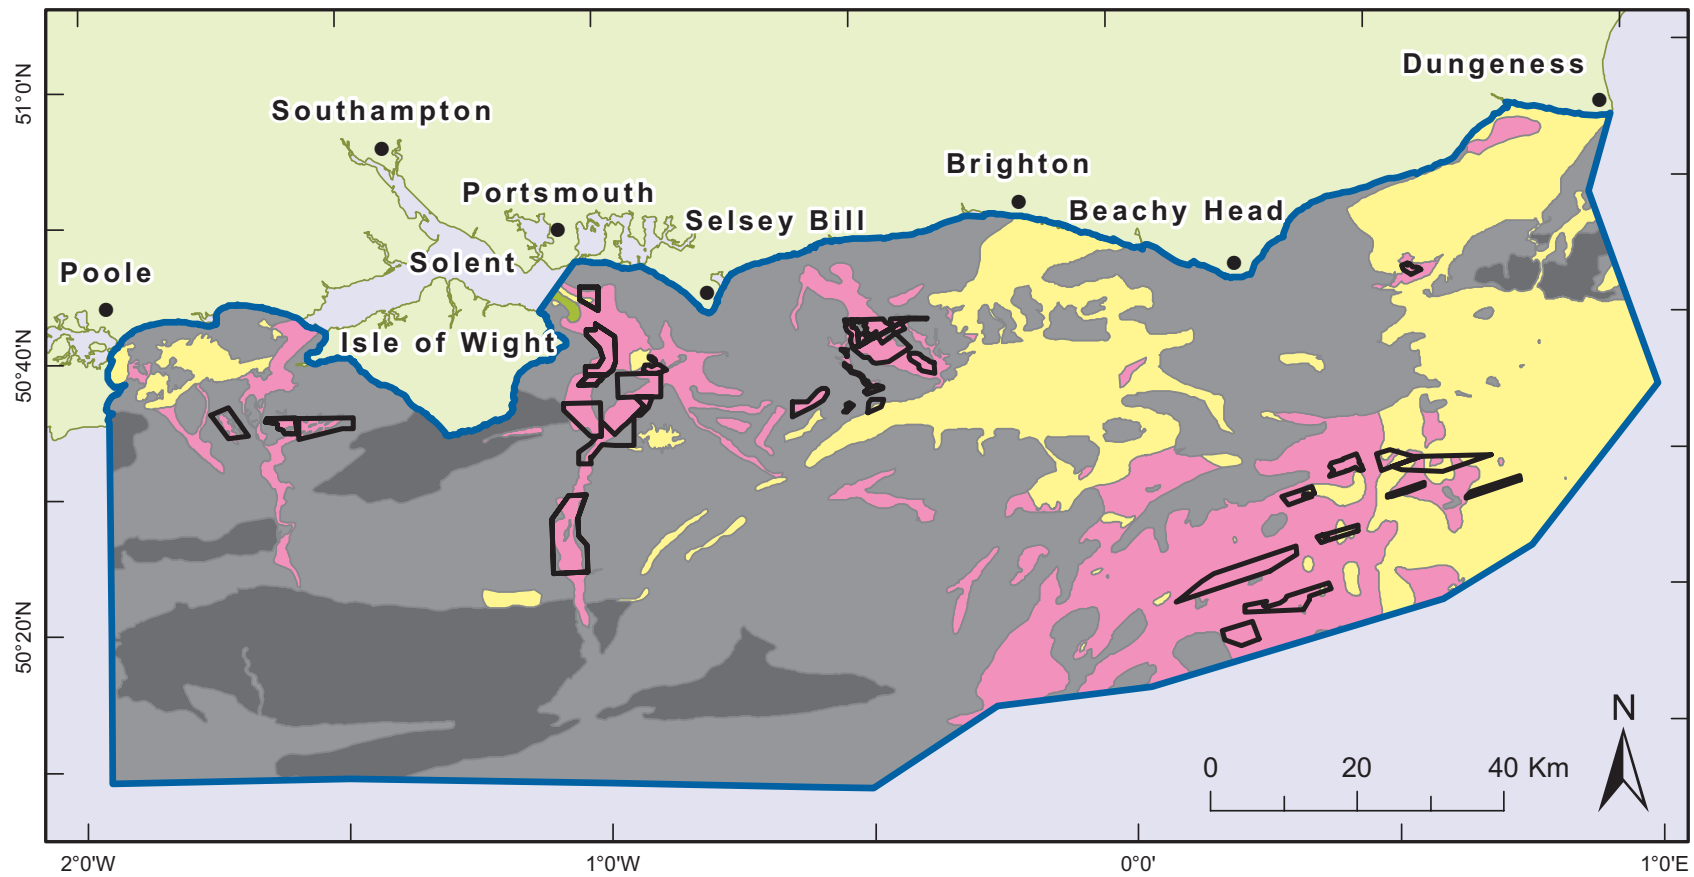 Dungeness
51°0'N
Southampton
Brighton
Portsmouth
Beachy Head
Selsey Bill
Solent
Poole
Isle of Wight
50°40'N
50°20'N
N
0 20 40 Km
2°0'W 1°0'W 0°0' 1°0'E